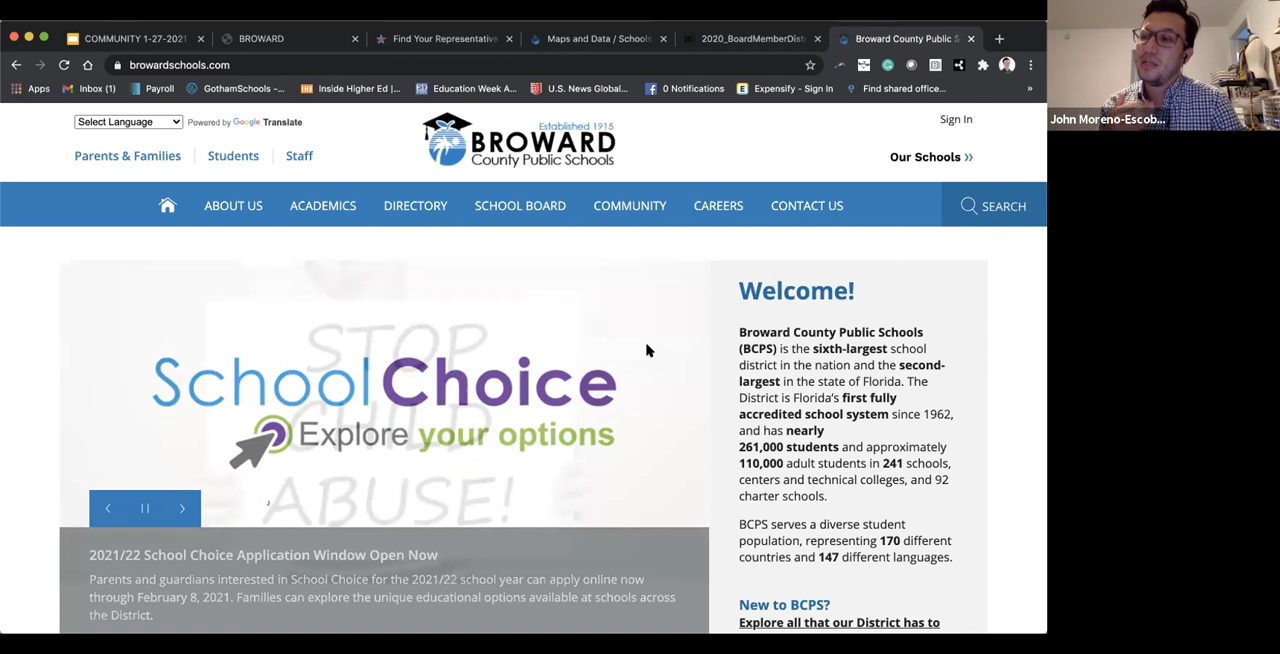 COMMUNITY 1-27-2021
BROWARD
Find Your Representative
Maps and Data / Schools
2020_BoardMemberDist
Broward County Public S
browardschools.com
Apps
Inbox (1)
Payroll
GothamSchools –...
Inside Higher Ed |...
Education Week A...
U.S. News Global...
0 Notifications
Expensify - Sign In
Find shared office...
»
John Moreno-Escob...
Select Language
Powered by Google Translate
Established 1915
BROWARD
County Public Schools
Sign In
Parents & Families
Students
Staff
Our Schools »
ABOUT US
ACADEMICS
DIRECTORY
SCHOOL BOARD
COMMUNITY
CAREERS
CONTACT US
SEARCH
STOP
CHILD
ABUSE!
SchoolChoice
Explore your options
2021/22 School Choice Application Window Open Now
Parents and guardians interested in School Choice for the 2021/22 school year can apply online now
through February 8, 2021. Families can explore the unique educational options available at schools across
the District.
Welcome!
Broward County Public Schools
(BCPS) is the sixth-largest school
district in the nation and the second-
largest in the state of Florida. The
District is Florida's first fully
accredited school system since 1962,
and has nearly
261,000 students and approximately
110,000 adult students in 241 schools,
centers and technical colleges, and 92
charter schools.
BCPS serves a diverse student
population, representing 170 different
countries and 147 different languages.
New to BCPS?
Explore all that our District has to